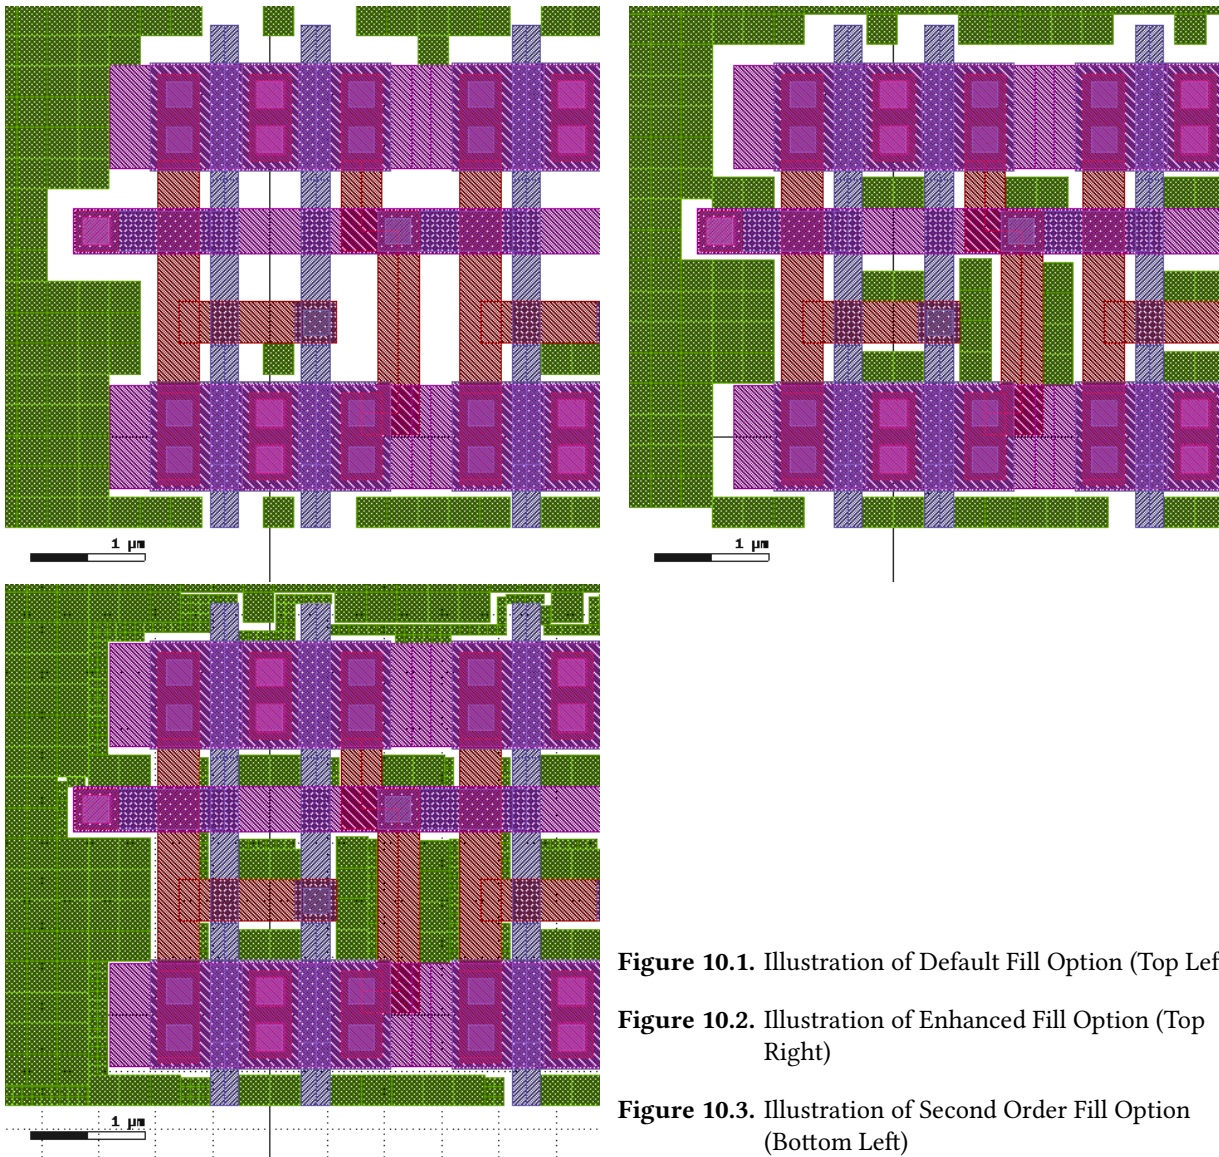 1 µm
1 µm
1 µm
Figure 10.1. Illustration of Default Fill Option (Top Lef
Figure 10.2. Illustration of Enhanced Fill Option (Top
Right)
Figure 10.3. Illustration of Second Order Fill Option
(Bottom Left)